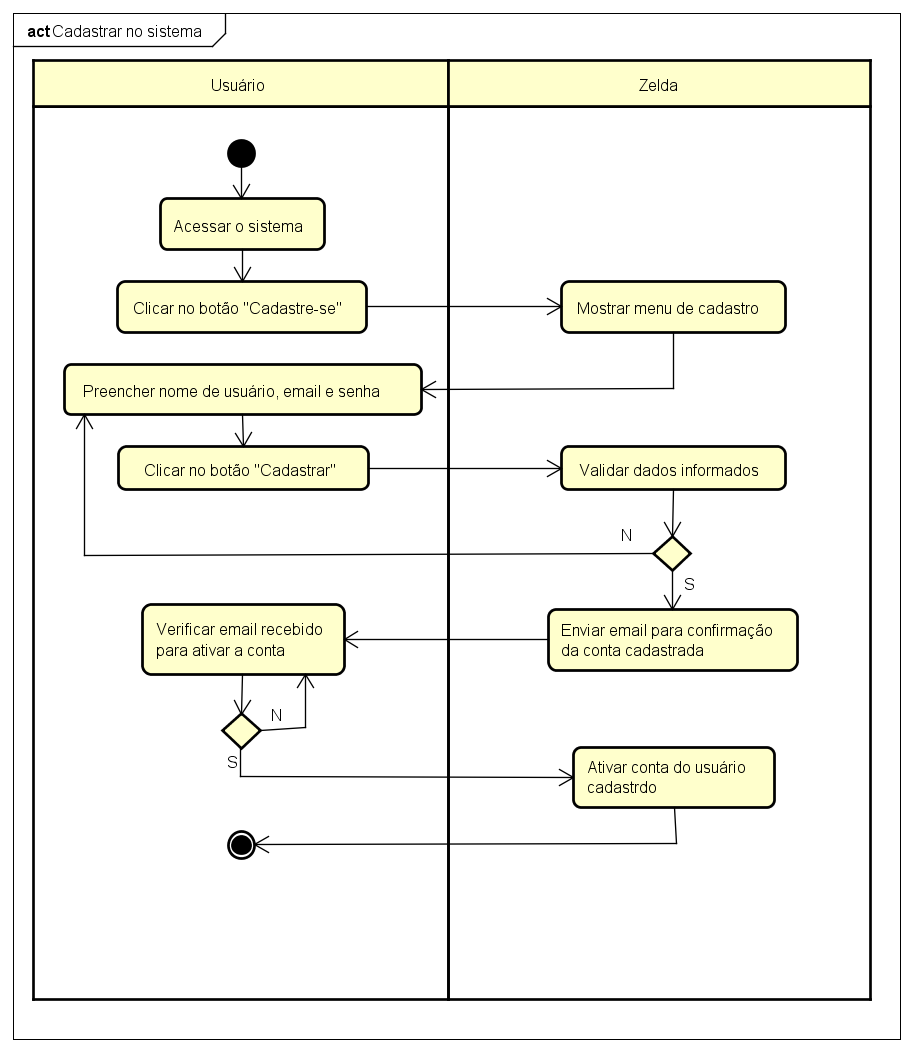 act Cadastrar no sistema
Usuário
Zelda
Acessar o sistema
Clicar no botão "Cadastre-se"
Mostrar menu de cadastro
Preencher nome de usuário, email e senha
Clicar no botão "Cadastrar"
Validar dados informados
N
S
Enviar email para confirmação
da conta cadastrada
Verificar email recebido
para ativar a conta
N
S
Ativar conta do usuário
cadastrdo